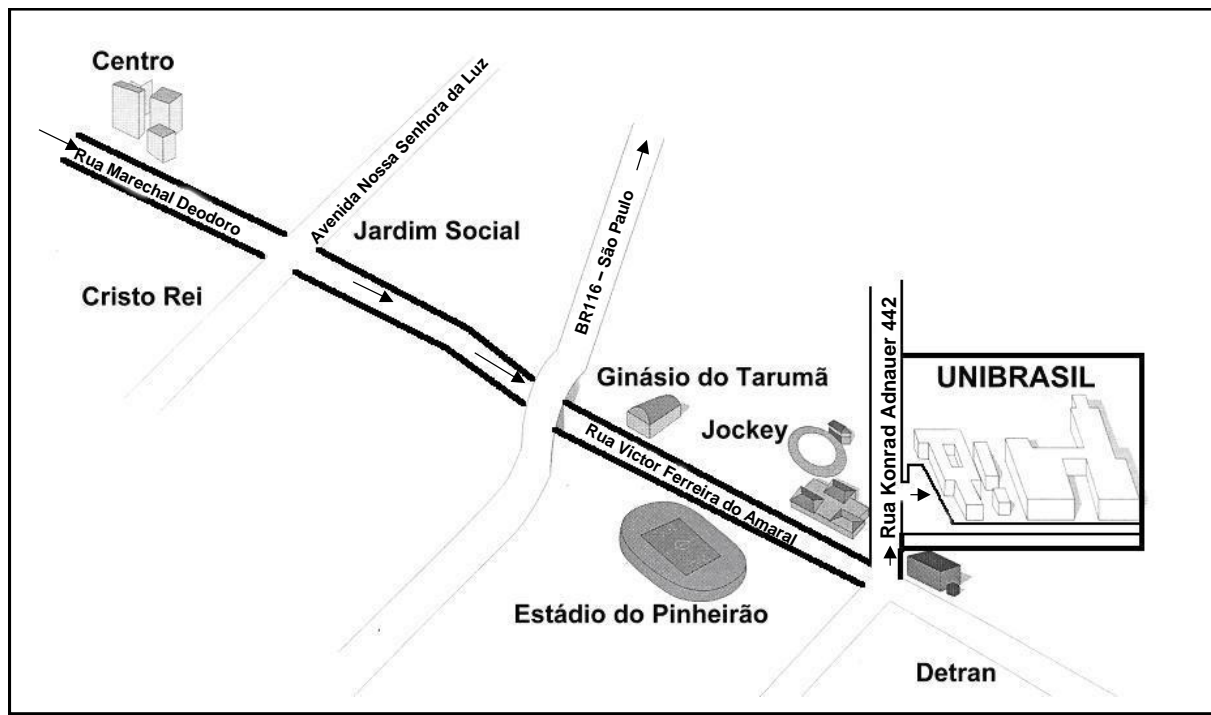 Centro
Rua Marechal Deodoro
Avenida Nossa Senhora da Luz
Jardim Social
Cristo Rei
BR116 – São Paulo
Ginásio do Tarumã
Jockey
Rua Victor Ferreira do Amaral
Estádio do Pinheirão
Rua Konrad Adnauer 442
UNIBRASIL
Detran